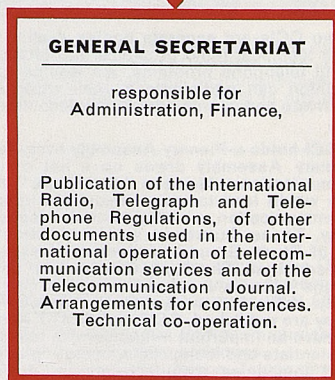 GENERAL SECRETARIAT
responsible for
Administration, Finance,
Publication of the International
Radio, Telegraph and Tele-
phone Regulations, of other
documents used in the inter-
national operation of telecom-
munication services and of the
Telecommunication Journal.
Arrangements for conferences.
Technical co-operation.